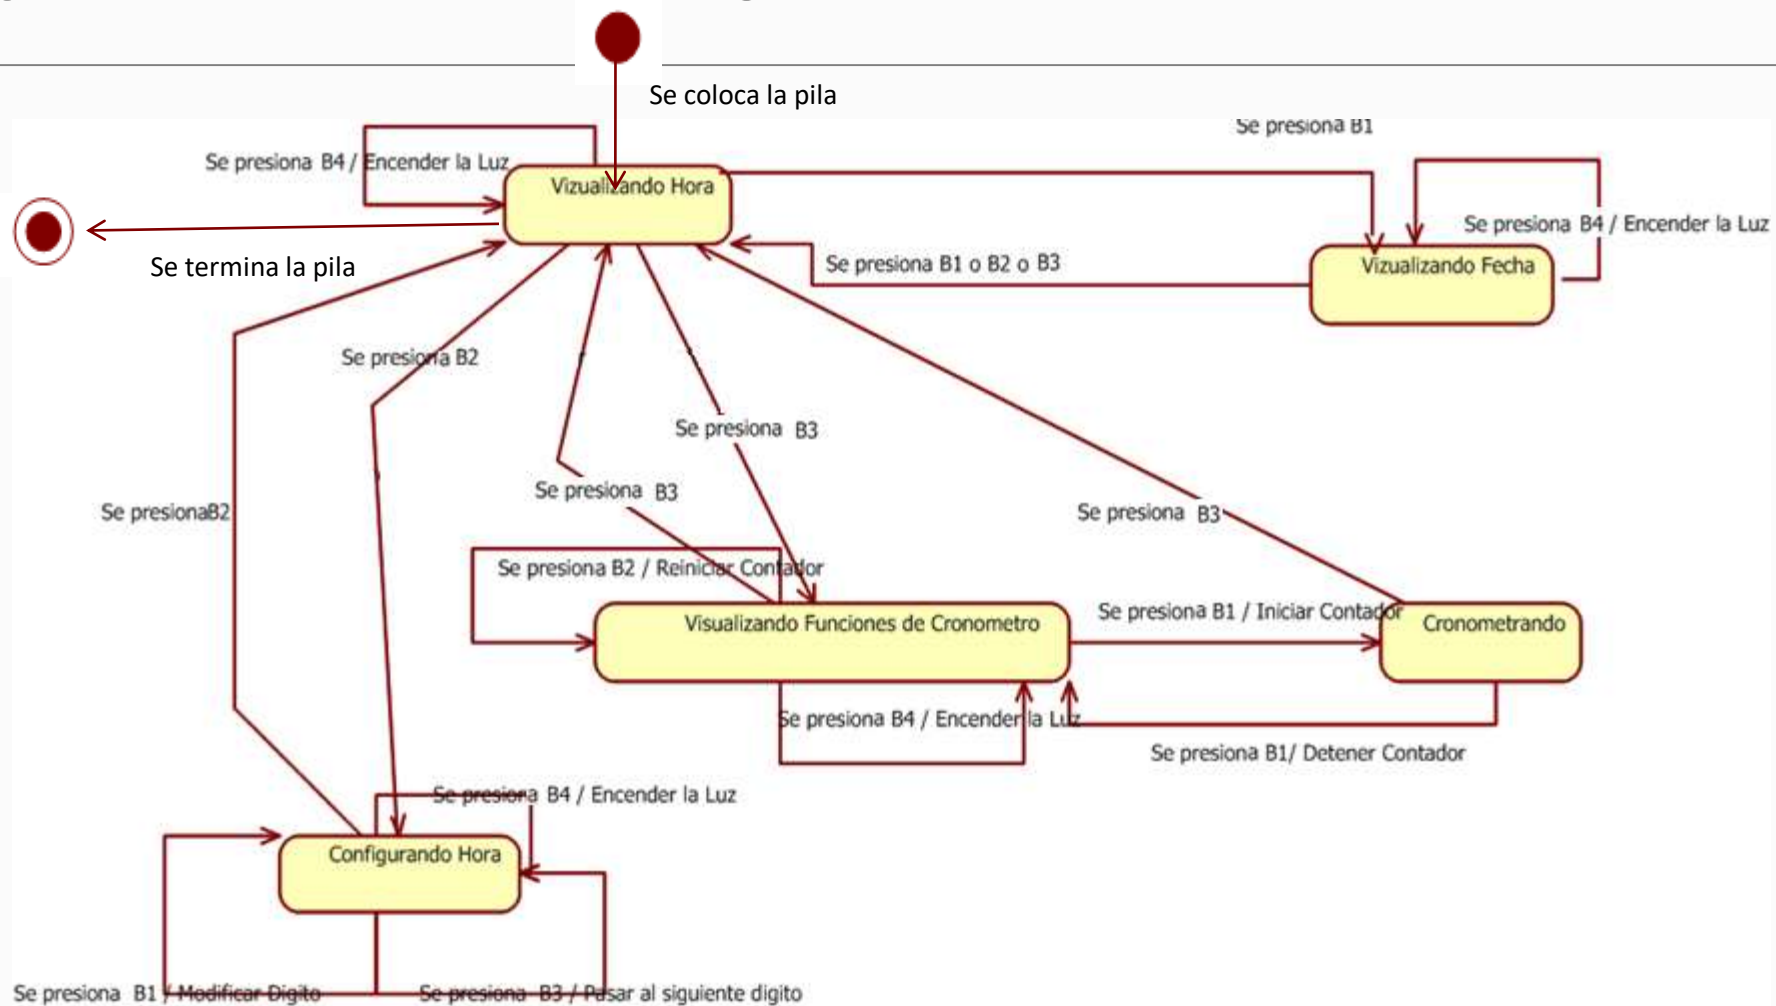 Se coloca la pila
Se presiona B1
Se presiona B4 / Encender la Luz
Vizualizando Hora
Se presiona B4 / Encender la Luz
Se termina la pila
Se presiona B1 o B2 o B3
Vizualizando Fecha
Se presiona B2
Se presiona B3
Se presiona B3
Se presionaB2
Se presiona B3
Se presiona B2 / Reiniciar Contador
Se presiona B1 / Iniciar Contador
Visualizando Funciones de Cronometro
Cronometrando
Se presiona B4 / Encender la Luz
Se presiona B1/ Detener Contador
Se presiona B4 / Encender la Luz
Configurando Hora
Se presiona B1 / Modificar Digito
Se presiona B3 / Pasar al siguiente digito